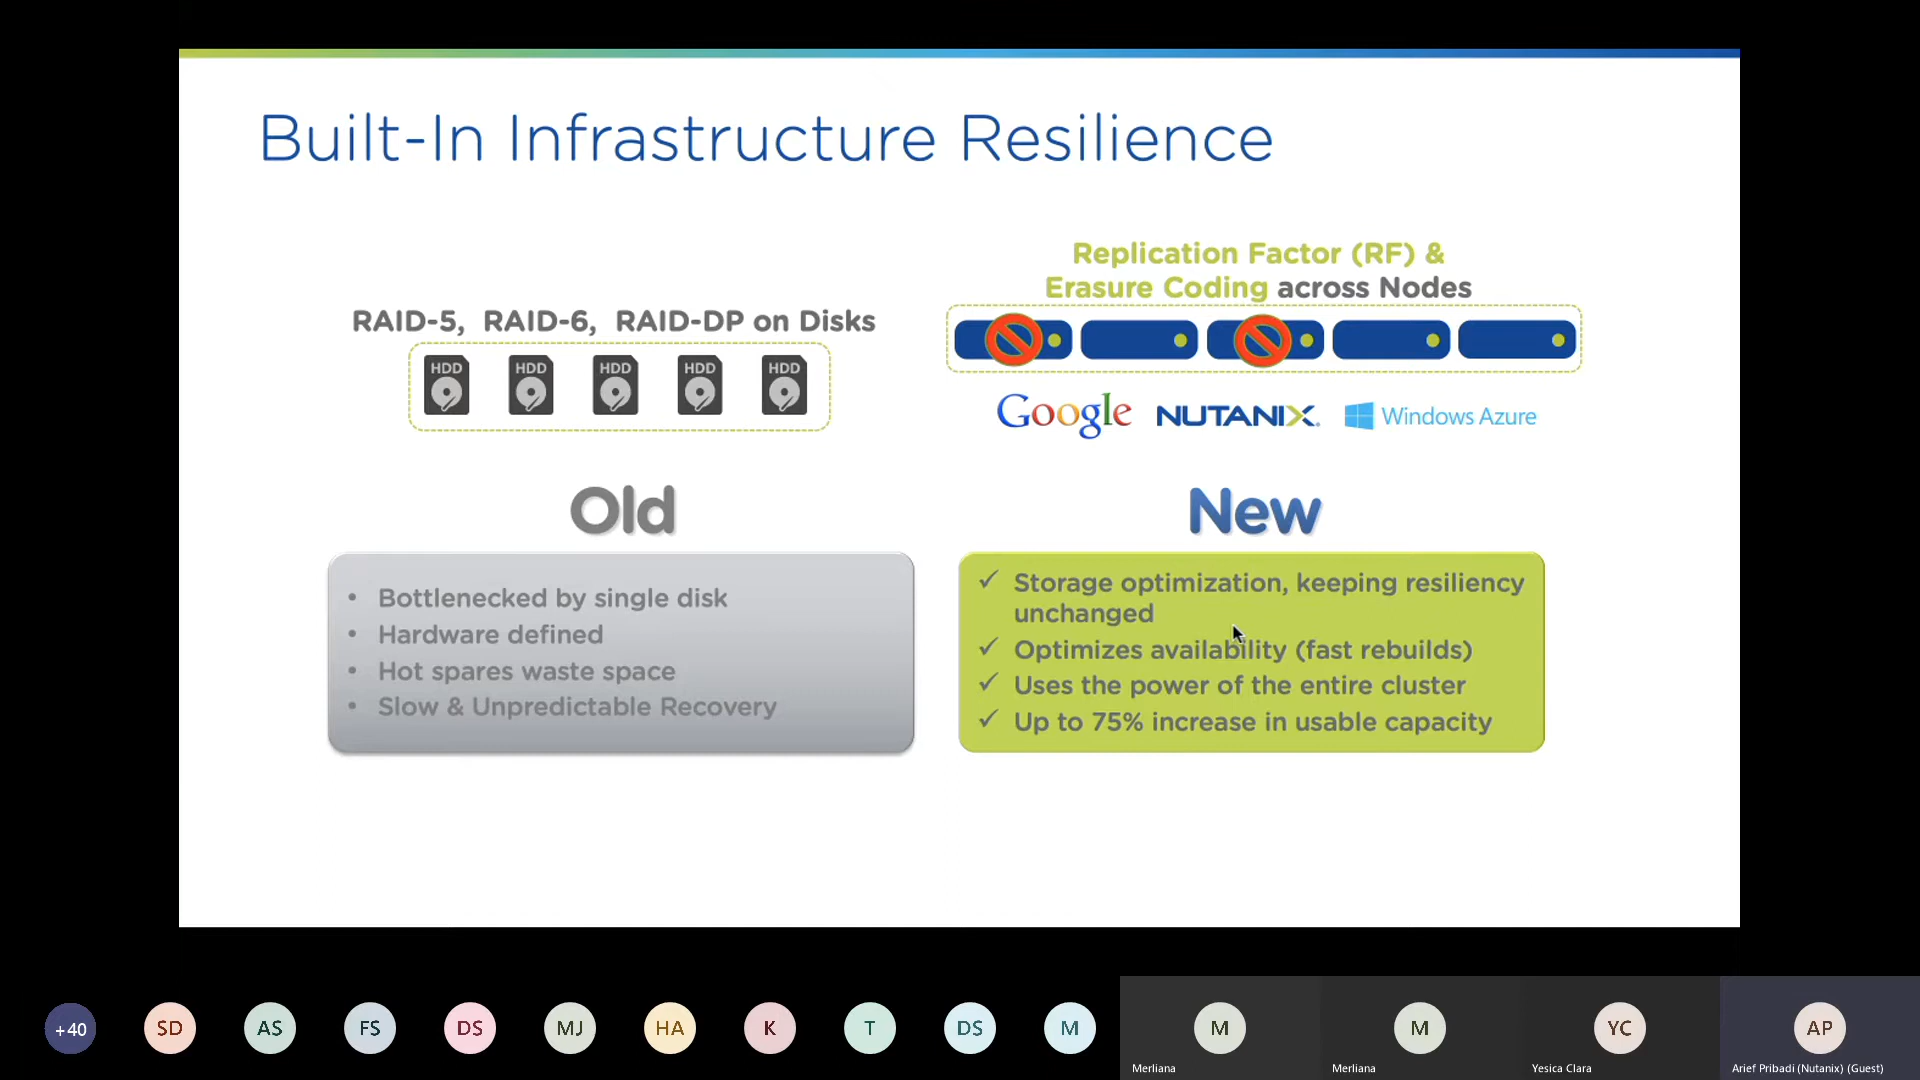 Built-In Infrastructure Resilience
RAID-5, RAID-6, RAID-DP on Disks
HDD HDD HDD HDD HDD
Replication Factor (RF) &
Erasure Coding across Nodes
Google NUTANIX. Windows Azure
Old
• Bottlenecked by single disk
• Hardware defined
• Hot spares waste space
• Slow & Unpredictable Recovery
New
✓ Storage optimization, keeping resiliency
unchanged
✓ Optimizes availability (fast rebuilds)
✓ Uses the power of the entire cluster
✓ Up to 75% increase in usable capacity
+40 SD AS FS DS MJ HA K T DS M M M YC AP
Merliana Merliana Yesica Clara Arief Pribadi (Nutanix) (Guest)